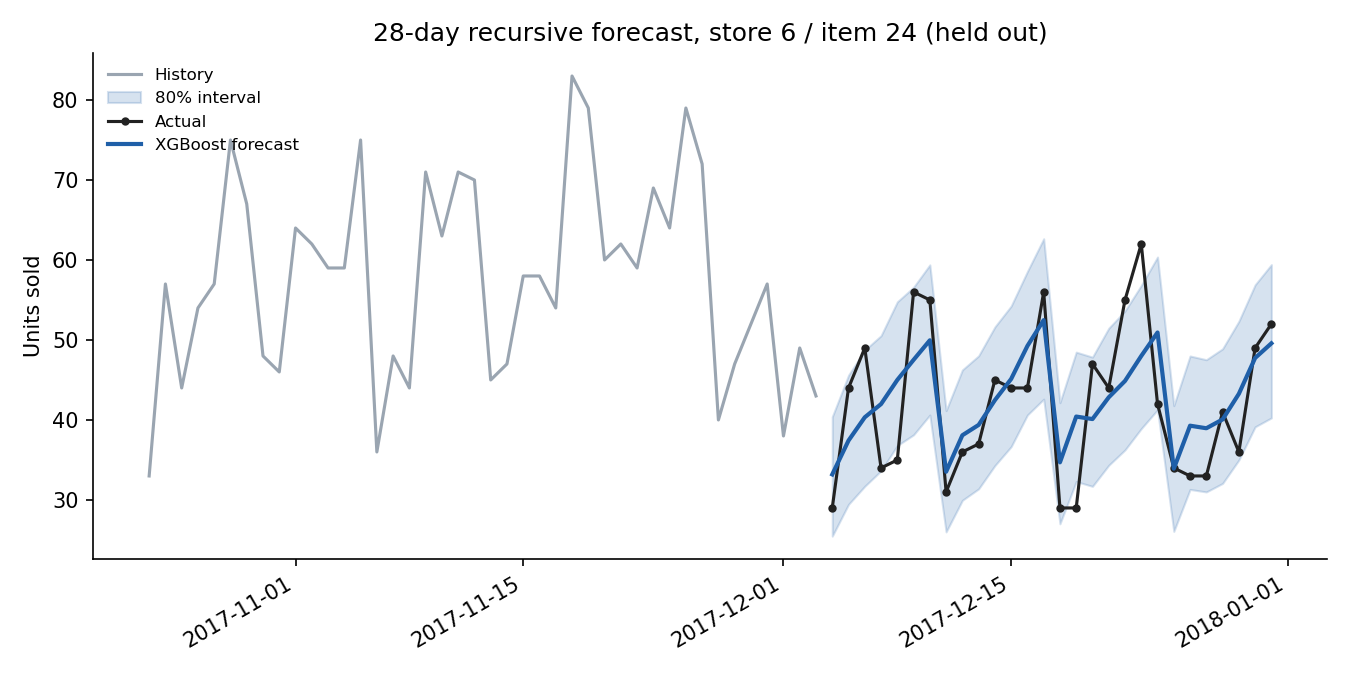 28-day recursive forecast, store 6 / item 24 (held out)
History
80% interval
Actual
XGBoost forecast
Units sold
80
70
60
50
40
30
2017-11-01
2017-11-15
2017-12-01
2017-12-15
2018-01-01